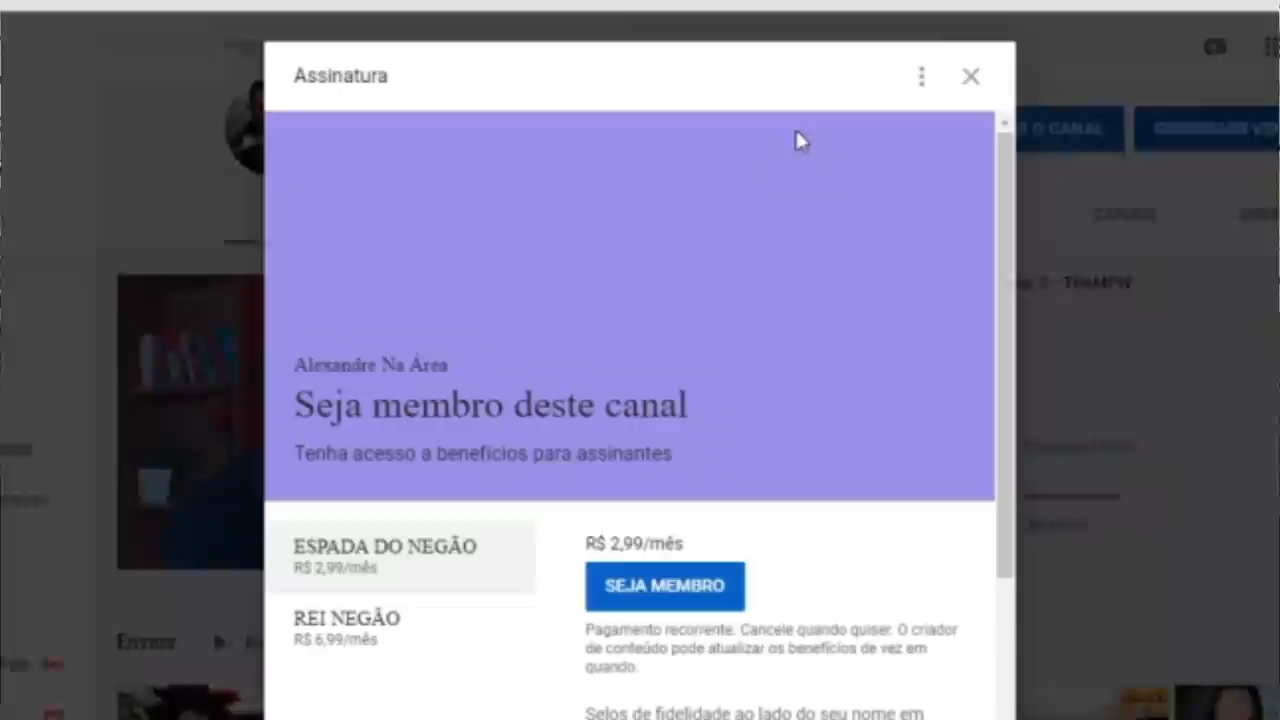 Assinatura
O CANAL
Alexandre Na Área
Seja membro deste canal
Tenha acesso a benefícios para assinantes
ESPADA DO NEGÃO
R$ 2,99/mês
REI NEGÃO
R$ 6,99/mês
R$ 2,99/mês
SEJA MEMBRO
Pagamento recorrente. Cancele quando quiser. O criador
de conteúdo pode atualizar os benefícios de vez em
quando.
Selos de fidelidade ao lado do seu nome em
Envios